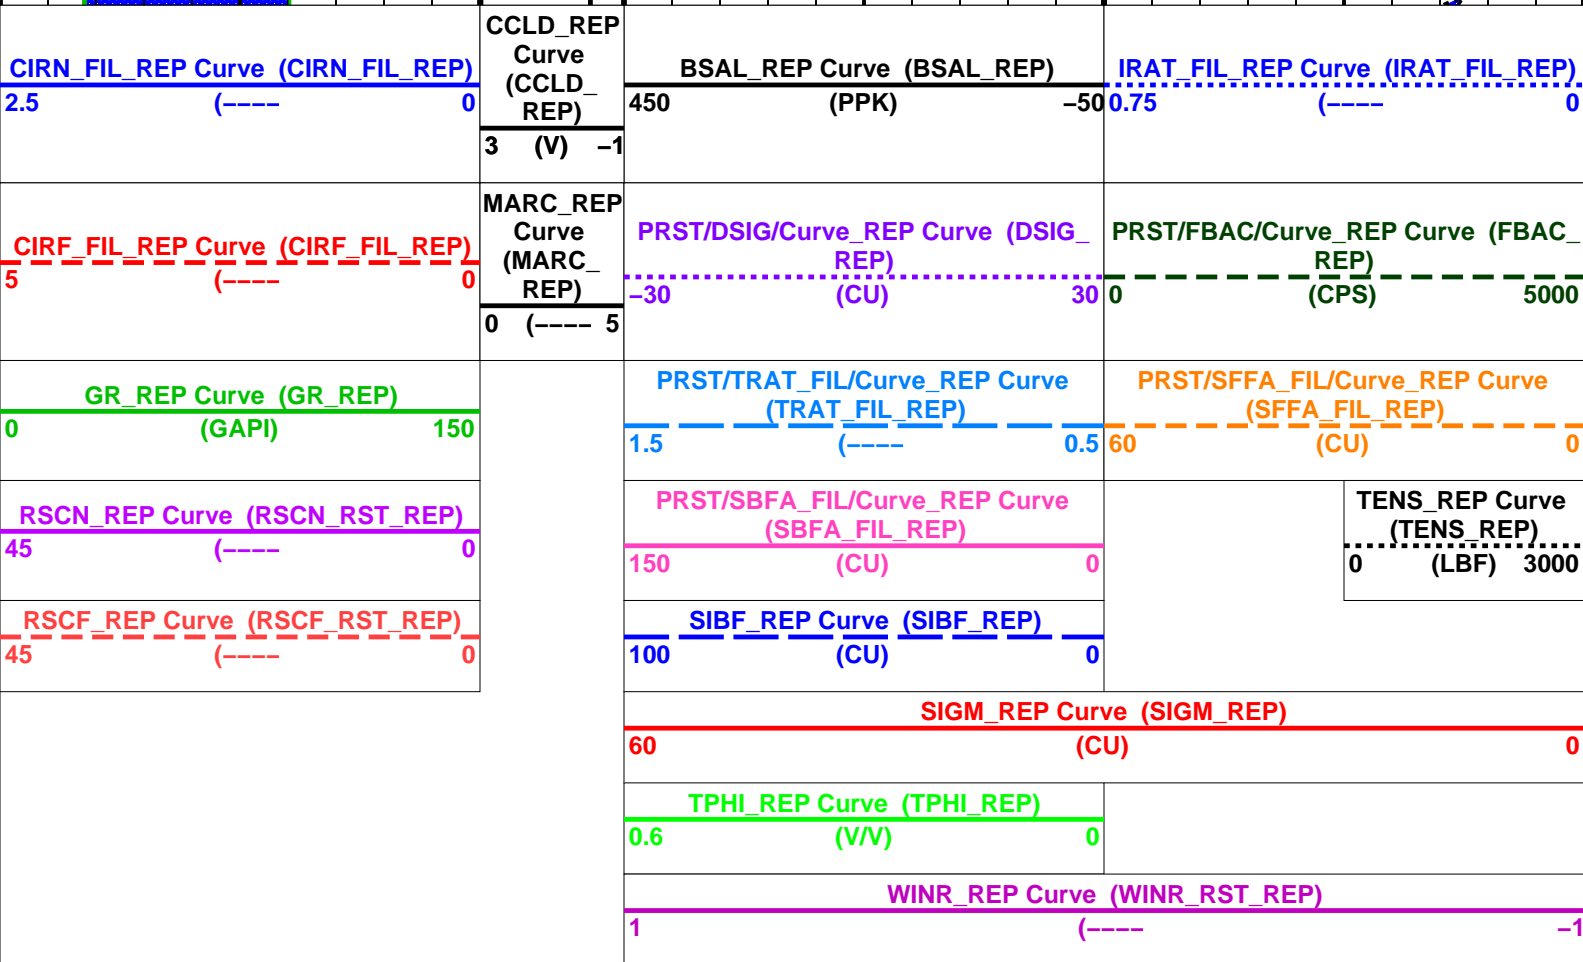 CIRN_FIL_REP Curve (CIRN_FIL_REP)
2.5 (---- 0
CCLD_REP
Curve
(CCLD_
REP)
3 (V) -1
BSAL_REP Curve (BSAL_REP)
450 (PPK) -50
IRAT_FIL_REP Curve (IRAT_FIL_REP)
0.75 (---- 0
CIRF_FIL_REP Curve (CIRF_FIL_REP)
5 (---- 0
MARC_REP
Curve
(MARC_
REP)
0 (---- 5
PRST/DSIG/Curve_REP Curve (DSIG_
REP)
-30 (CU) 30
PRST/FBAC/Curve_REP Curve (FBAC_
REP)
0 (CPS) 5000
GR_REP Curve (GR_REP)
0 (GAPI) 150
PRST/TRAT_FIL/Curve_REP Curve
(TRAT_FIL_REP)
1.5 (---- 0.5
PRST/SFFA_FIL/Curve_REP Curve
(SFFA_FIL_REP)
60 (CU) 0
RSCN_REP Curve (RSCN_RST_REP)
45 (---- 0
PRST/SBFA_FIL/Curve_REP Curve
(SBFA_FIL_REP)
150 (CU) 0
TENS_REP Curve
(TENS_REP)
0 (LBF) 3000
RSCF_REP Curve (RSCF_RST_REP)
45 (---- 0
SIBF_REP Curve (SIBF_REP)
100 (CU) 0
SIGM_REP Curve (SIGM_REP)
60 (CU) 0
TPHI_REP Curve (TPHI_REP)
0.6 (V/V) 0
WINR_REP Curve (WINR_RST_REP)
1 (---- -1